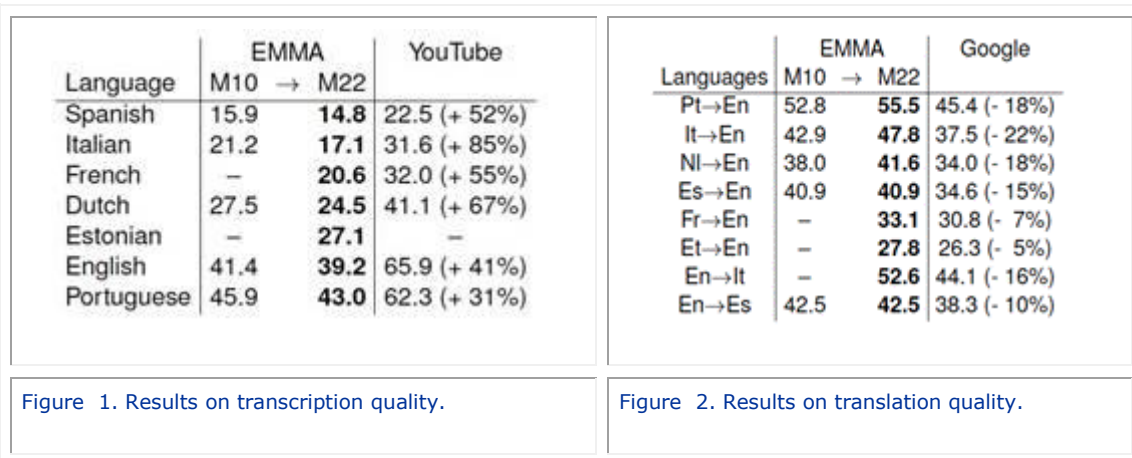 EMMA YouTube
Language M10 → M22
Spanish 15.9 14.8 22.5 (+ 52%)
Italian 21.2 17.1 31.6 (+ 85%)
French – 20.6 32.0 (+ 55%)
Dutch 27.5 24.5 41.1 (+ 67%)
Estonian – 27.1 –
English 41.4 39.2 65.9 (+ 41%)
Portuguese 45.9 43.0 62.3 (+ 31%)
Figure 1. Results on transcription quality.
EMMA Google
Languages M10 → M22
Pt→En 52.8 55.5 45.4 (- 18%)
It→En 42.9 47.8 37.5 (- 22%)
Nl→En 38.0 41.6 34.0 (- 18%)
Es→En 40.9 40.9 34.6 (- 15%)
Fr→En – 33.1 30.8 (- 7%)
Et→En – 27.8 26.3 (- 5%)
En→It – 52.6 44.1 (- 16%)
En→Es 42.5 42.5 38.3 (- 10%)
Figure 2. Results on translation quality.